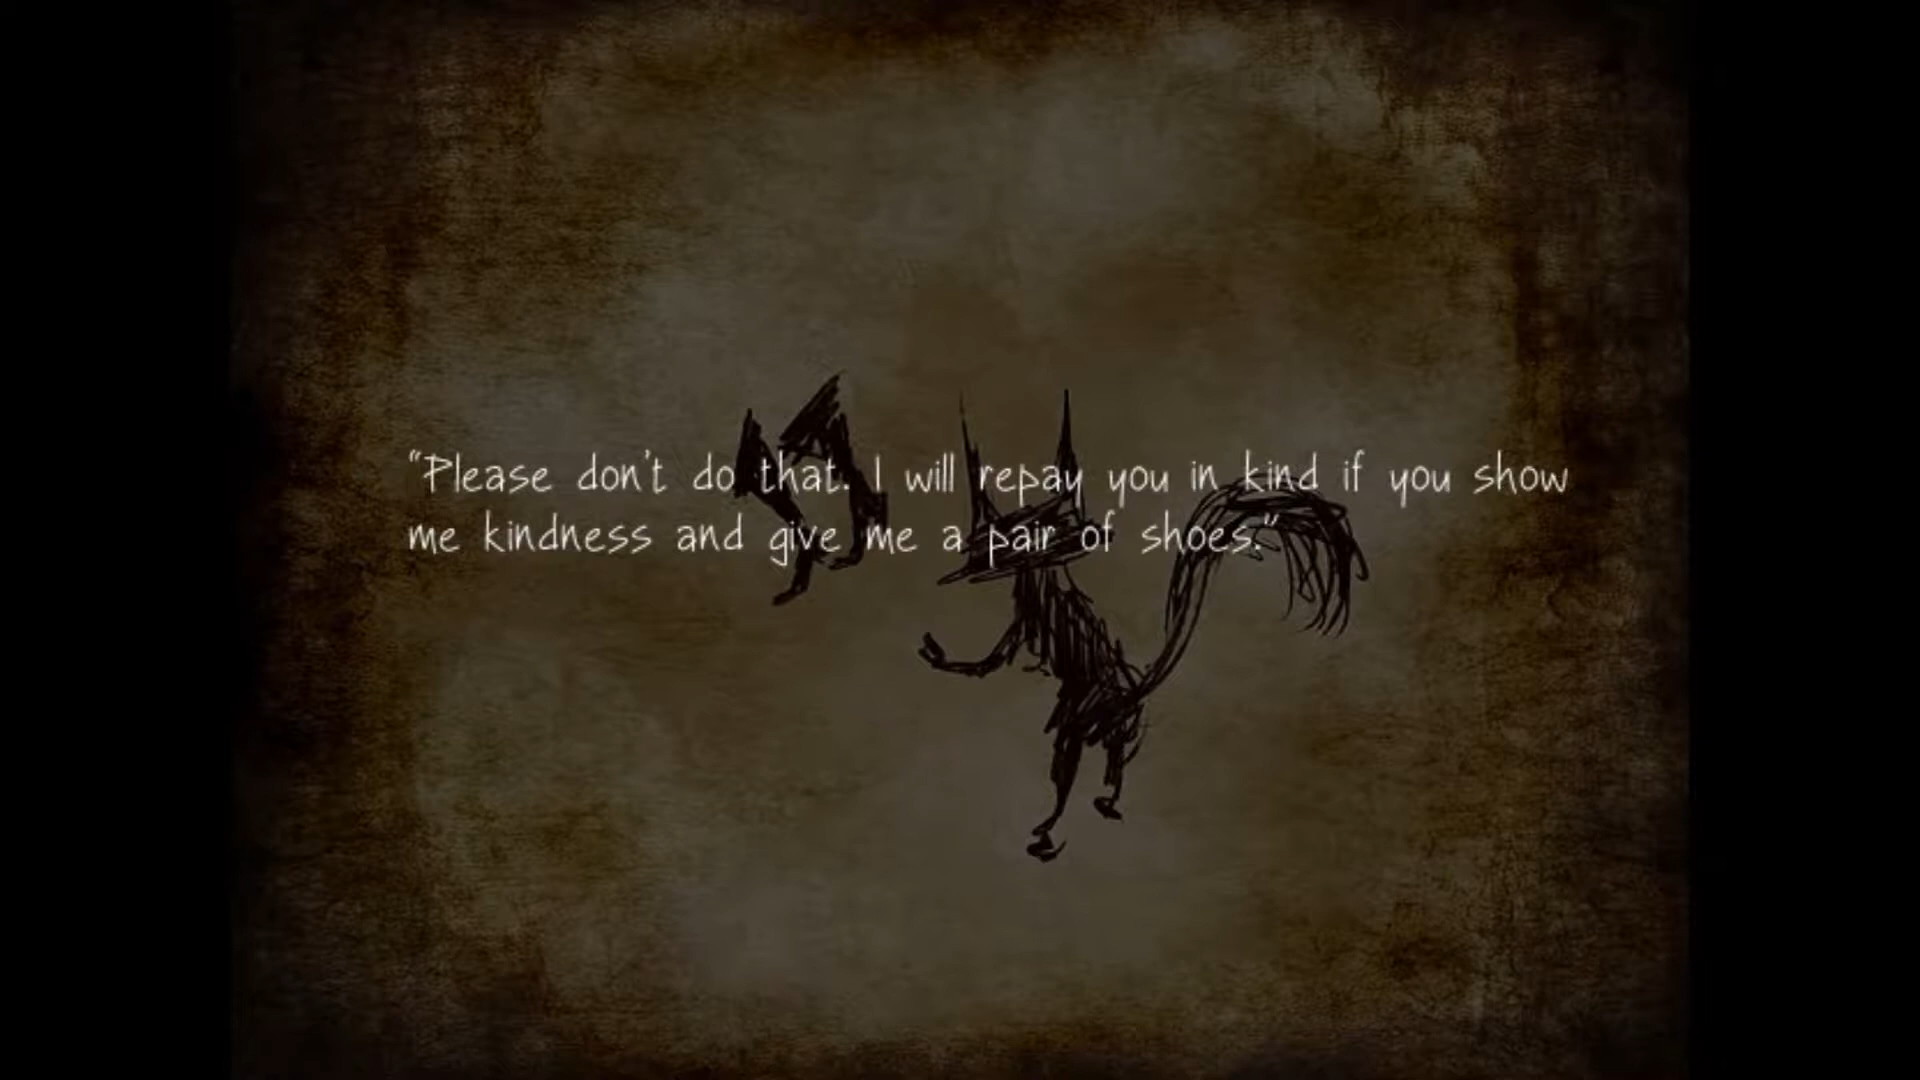 “Please don't do that. I will repay you in kind if you show
me kindness and give me a pair of shoes.”